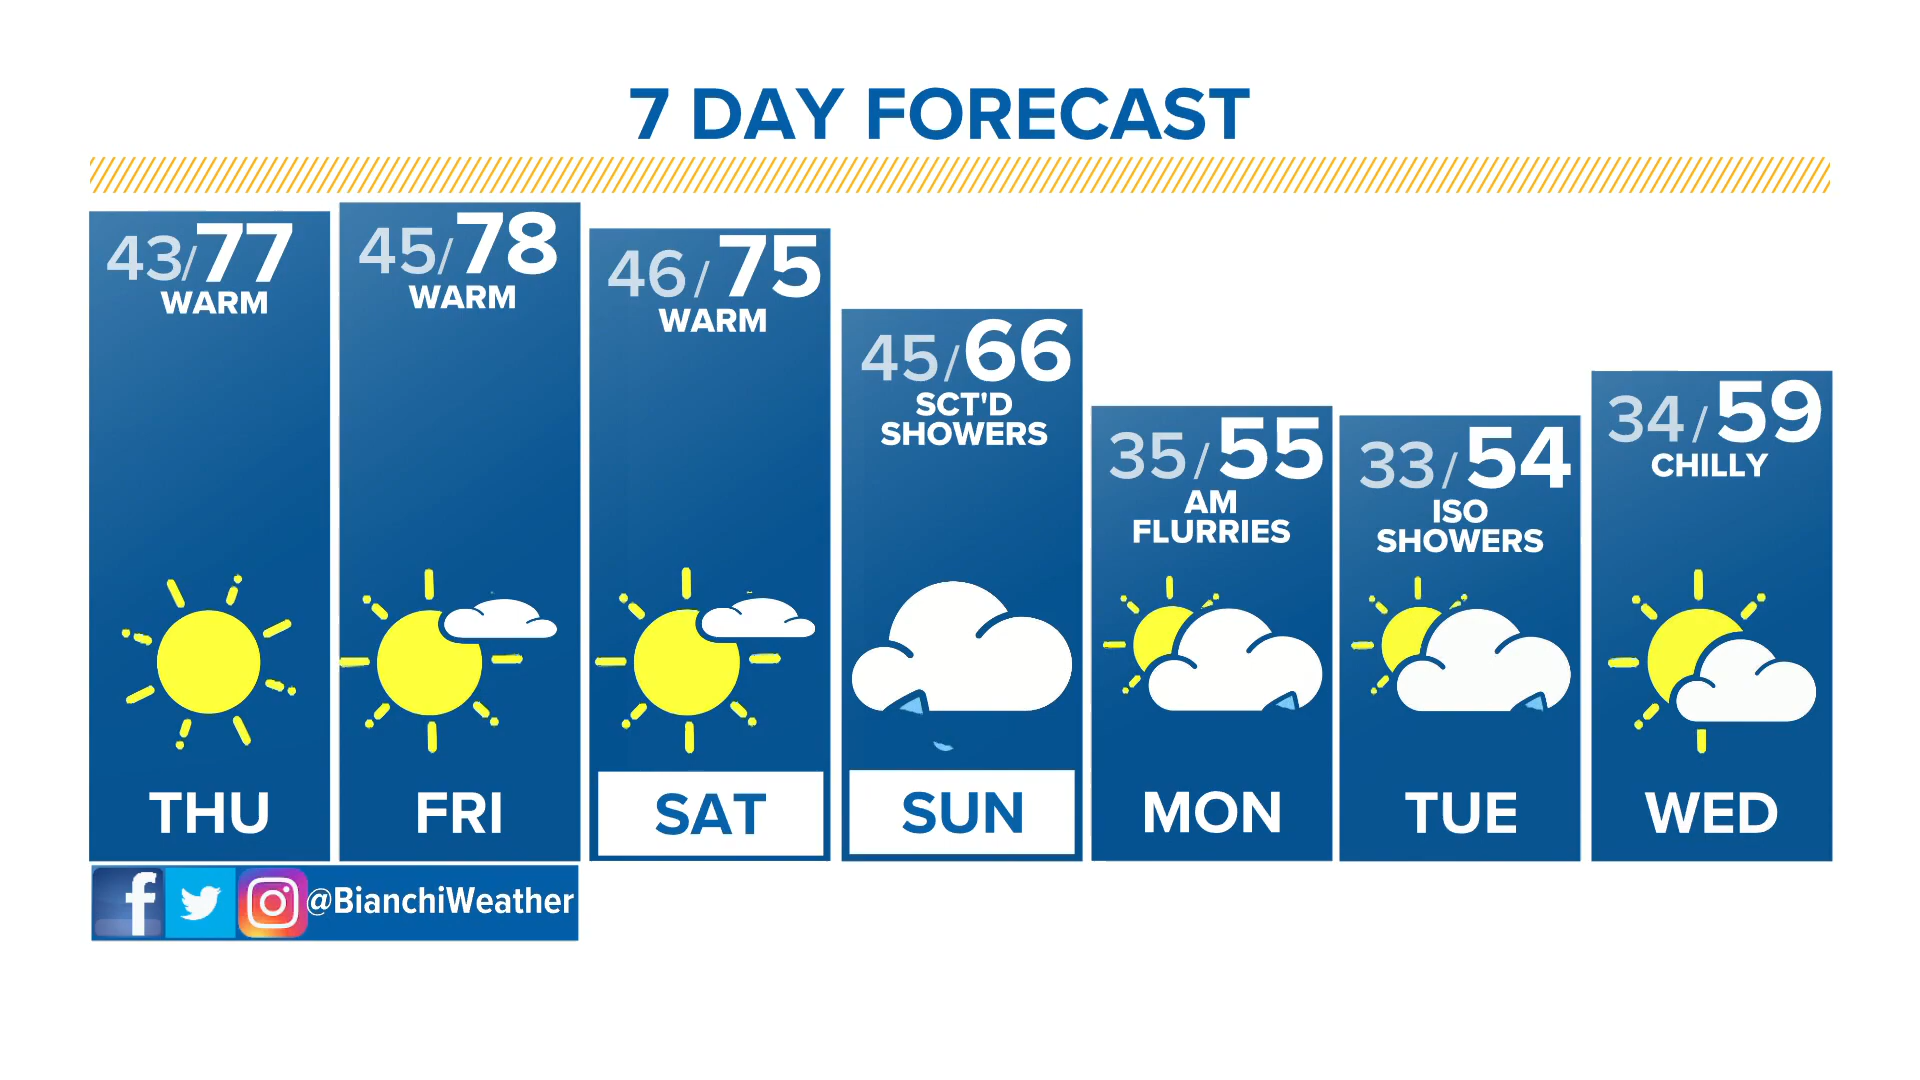 7 DAY FORECAST
43/77
WARM
THU
45/78
WARM
FRI
46/75
WARM
SAT
45/66
SCT'D
SHOWERS
SUN
35/55
AM
FLURRIES
MON
33/54
ISO
SHOWERS
TUE
34/59
CHILLY
WED
@BianchiWeather